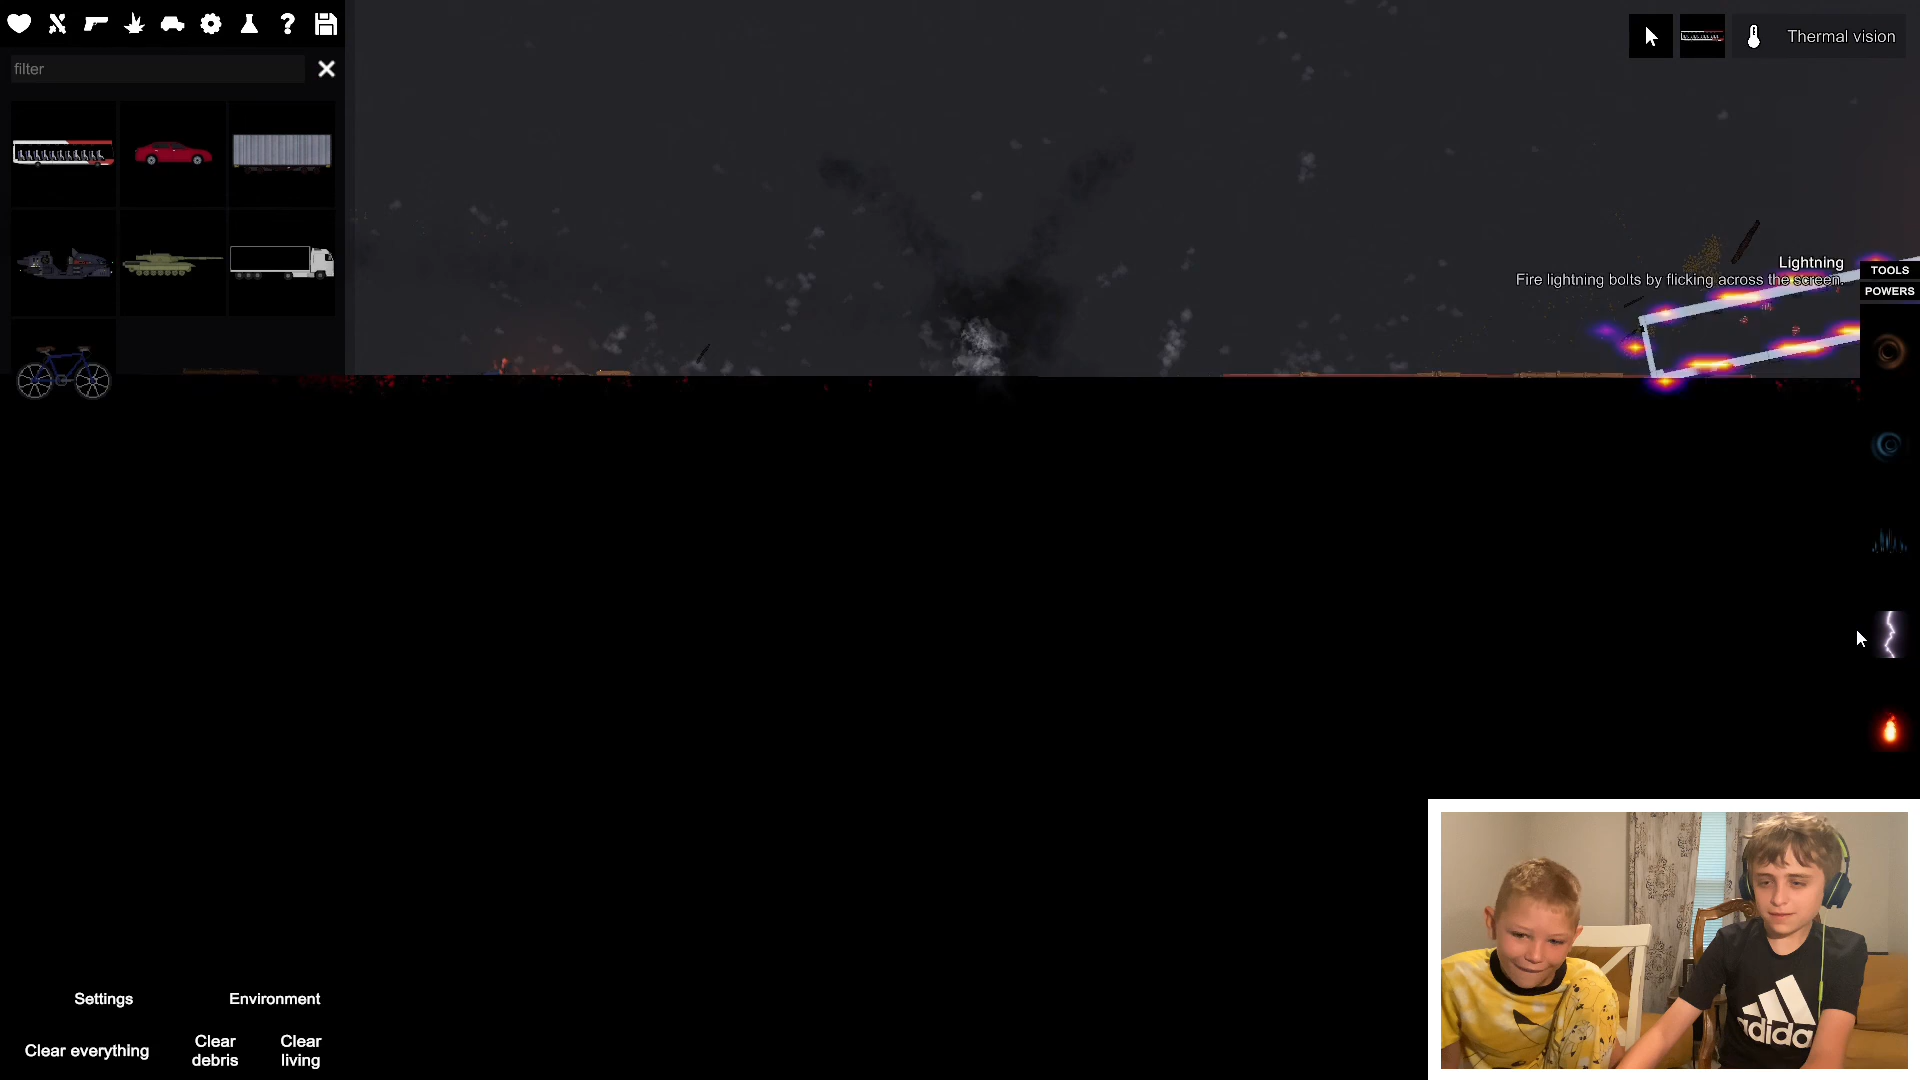 filter
Thermal vision
Lightning
Fire lightning bolts by flicking across the screen.
TOOLS
POWERS
Settings
Environment
Clear everything
Clear
debris
Clear
living
adidas